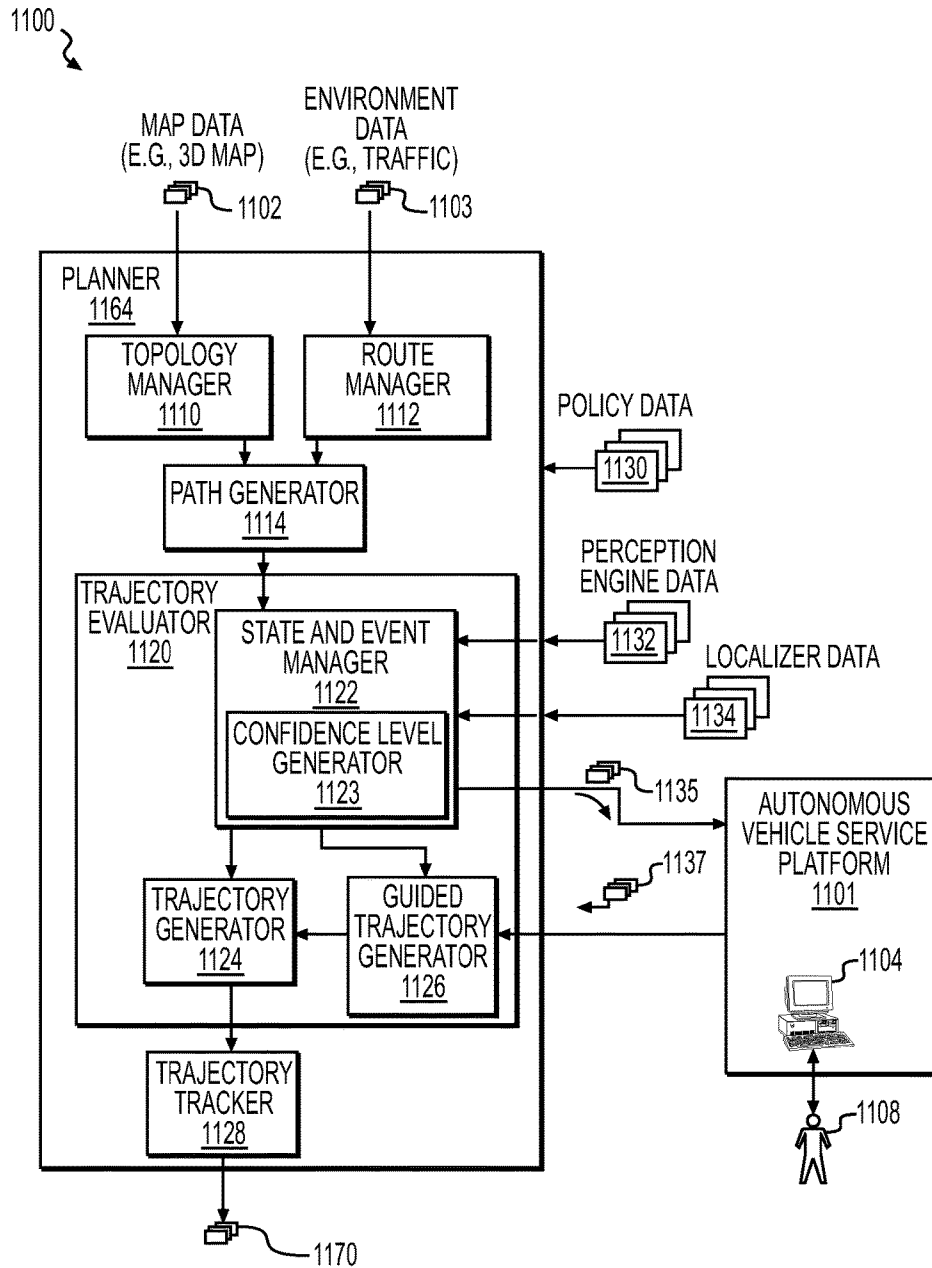 1100
MAP DATA
(E.G., 3D MAP)
1102
ENVIRONMENT
DATA
(E.G., TRAFFIC)
1103
PLANNER
1164
TOPOLOGY
MANAGER
1110
ROUTE
MANAGER
1112
PATH GENERATOR
1114
POLICY DATA
1130
TRAJECTORY
EVALUATOR
1120
STATE AND EVENT
MANAGER
1122
CONFIDENCE LEVEL
GENERATOR
1123
PERCEPTION
ENGINE DATA
1132
LOCALIZER DATA
1134
1135
1137
AUTONOMOUS
VEHICLE SERVICE
PLATFORM
1101
1104
1108
TRAJECTORY
GENERATOR
1124
GUIDED
TRAJECTORY
GENERATOR
1126
TRAJECTORY
TRACKER
1128
1170